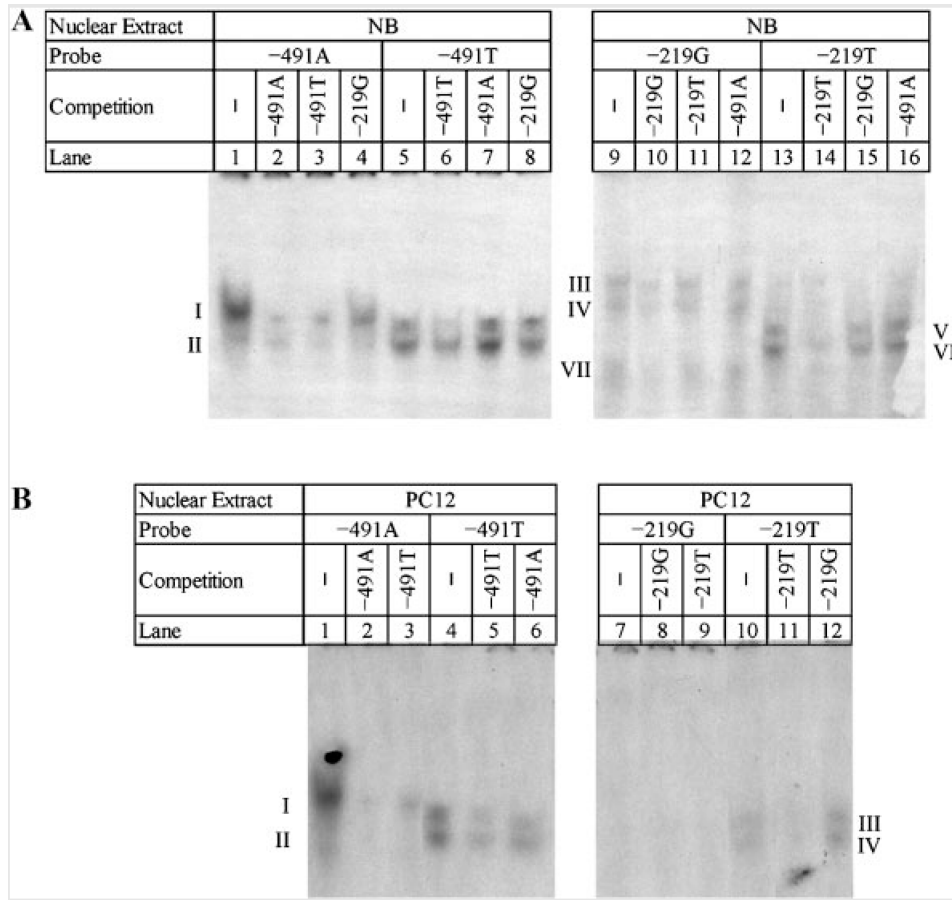 A
Nuclear Extract NB
Probe −491A −491T
Competition – −491A −491T −219G – −491T −491A −219G
Lane 1 2 3 4 5 6 7 8
NB
−219G −219T
– −219G −219T −491A – −219T −219G −491A
9 10 11 12 13 14 15 16
I
II
III
IV
VII
V
VI
B
Nuclear Extract PC12
Probe −491A −491T
Competition – −491A −491T – −491T −491A
Lane 1 2 3 4 5 6
PC12
−219G −219T
– −219G −219T – −219T −219G
7 8 9 10 11 12
I
II
III
IV